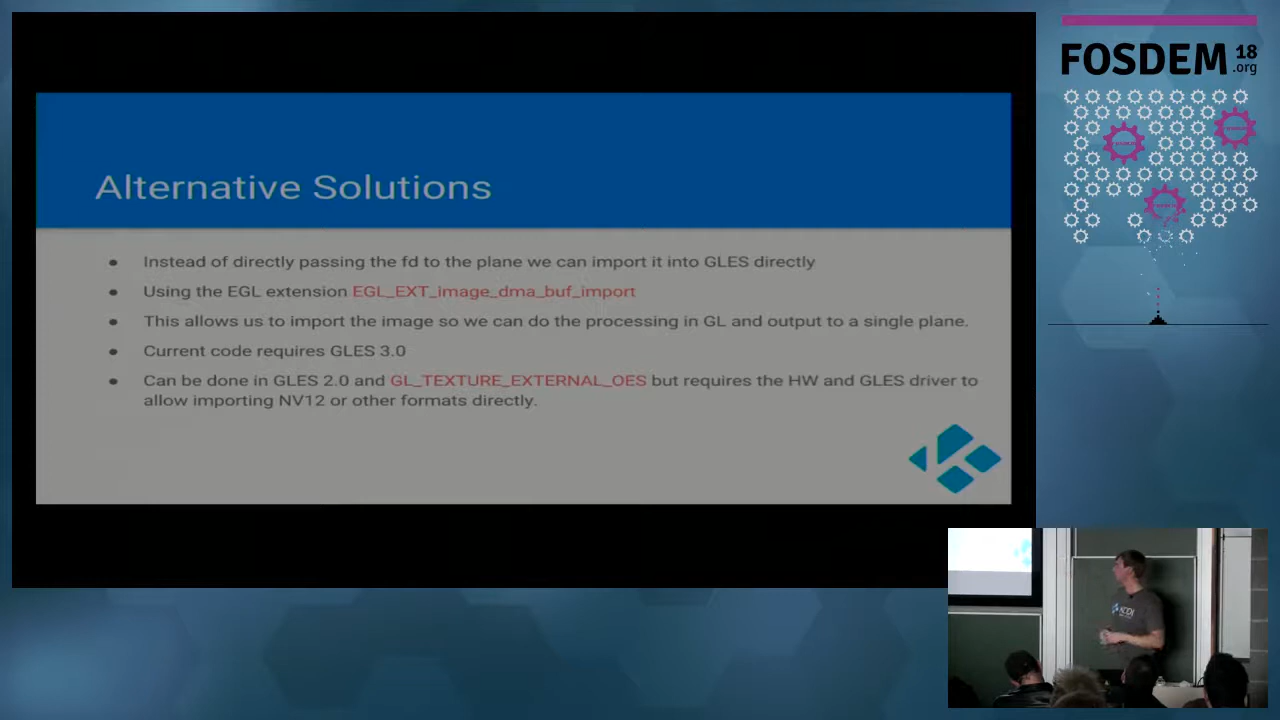 FOSDEM 18
.org
Alternative Solutions
● Instead of directly passing the fd to the plane we can import it into GLES directly
● Using the EGL extension EGL_EXT_image_dma_buf_import
● This allows us to import the image so we can do the processing in GL and output to a single plane.
● Current code requires GLES 3.0
● Can be done in GLES 2.0 and GL_TEXTURE_EXTERNAL_OES but requires the HW and GLES driver to
allow importing NV12 or other formats directly.
KODI